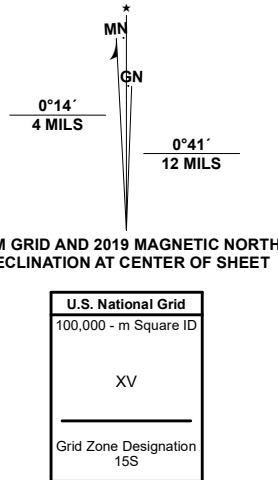 MN
GN
0°14´
4 MILS
0°41´
12 MILS
M GRID AND 2019 MAGNETIC NORTH
ECLINATION AT CENTER OF SHEET
U.S. National Grid
100,000 - m Square ID
XV
Grid Zone Designation
15S